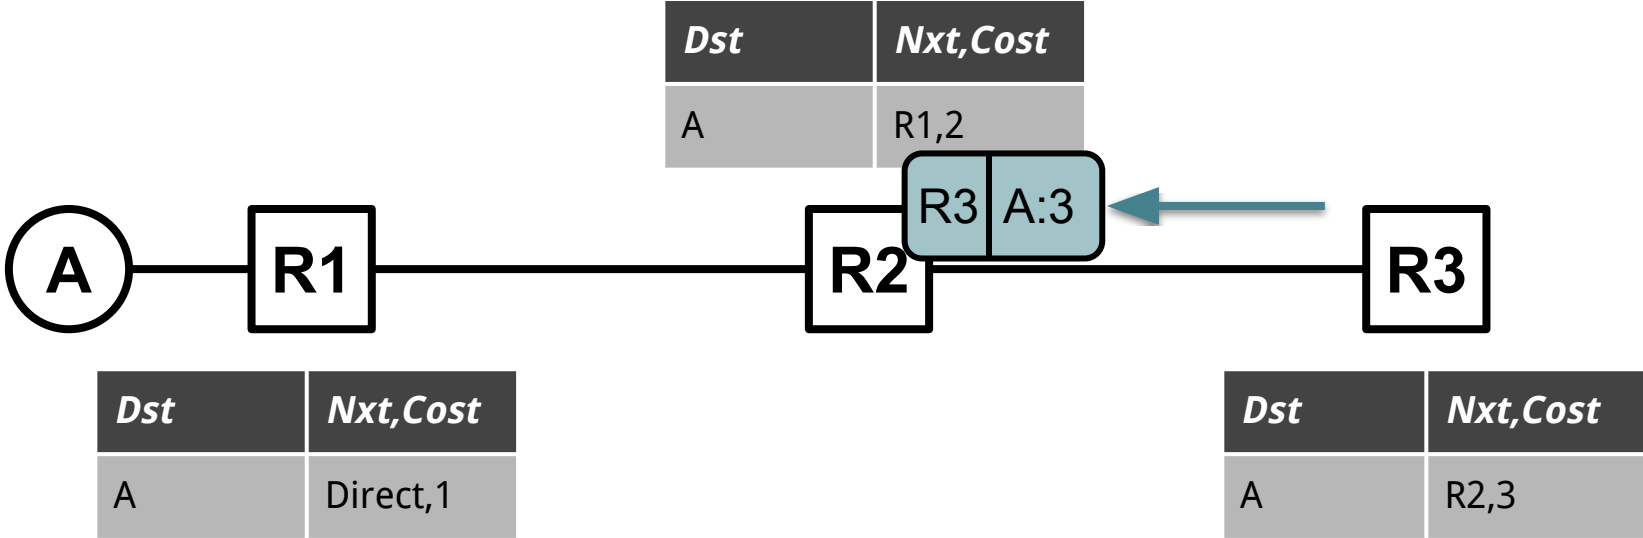 Dst Nxt,Cost
A R1,2
R3 A:3
A R1 R2 R3
Dst Nxt,Cost
A Direct,1
Dst Nxt,Cost
A R2,3